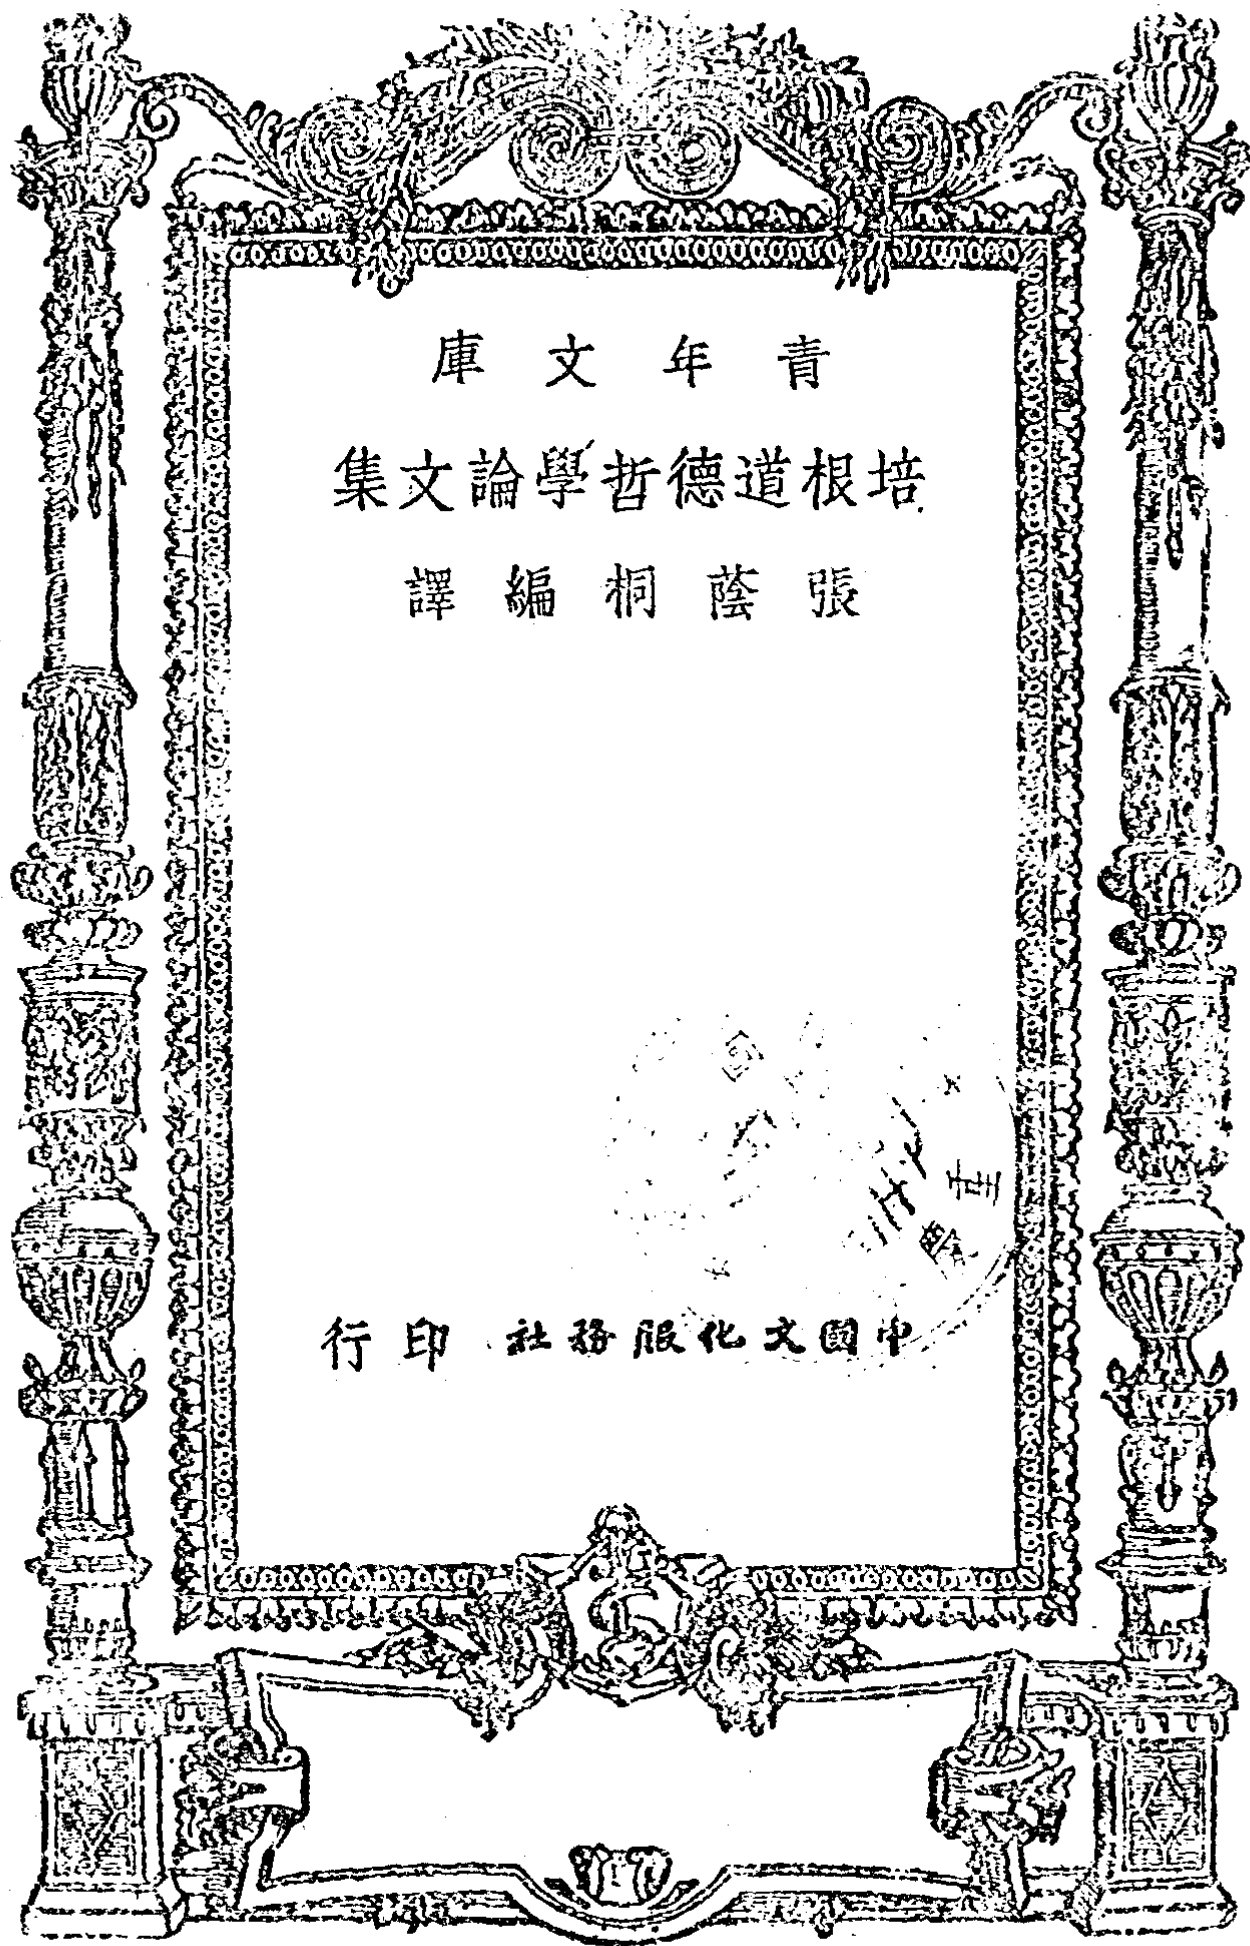 青年文庫
培根道德哲學論文集
張蔭桐編譯
中國文化服務社印行